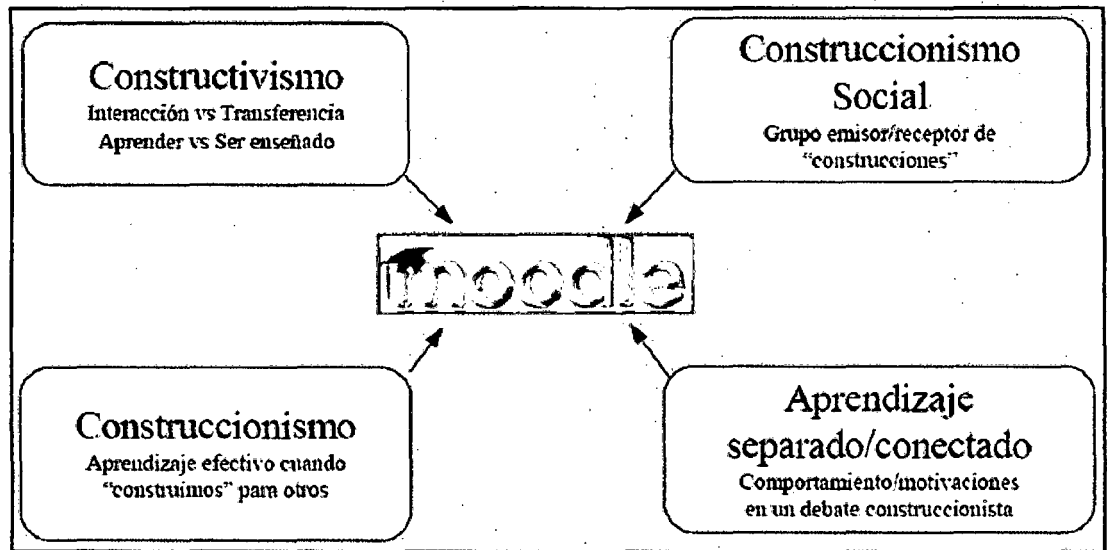 Constructivismo
Interacción vs Transferencia
Aprender vs Ser enseñado
Construccionismo
Social
Grupo emisor/receptor de
"construcciones"
moodle
Construccionismo
Aprendizaje efectivo cuando
"construimos" para otros
Aprendizaje
separado/conectado
Comportamiento/motivaciones
en un debate construccionista